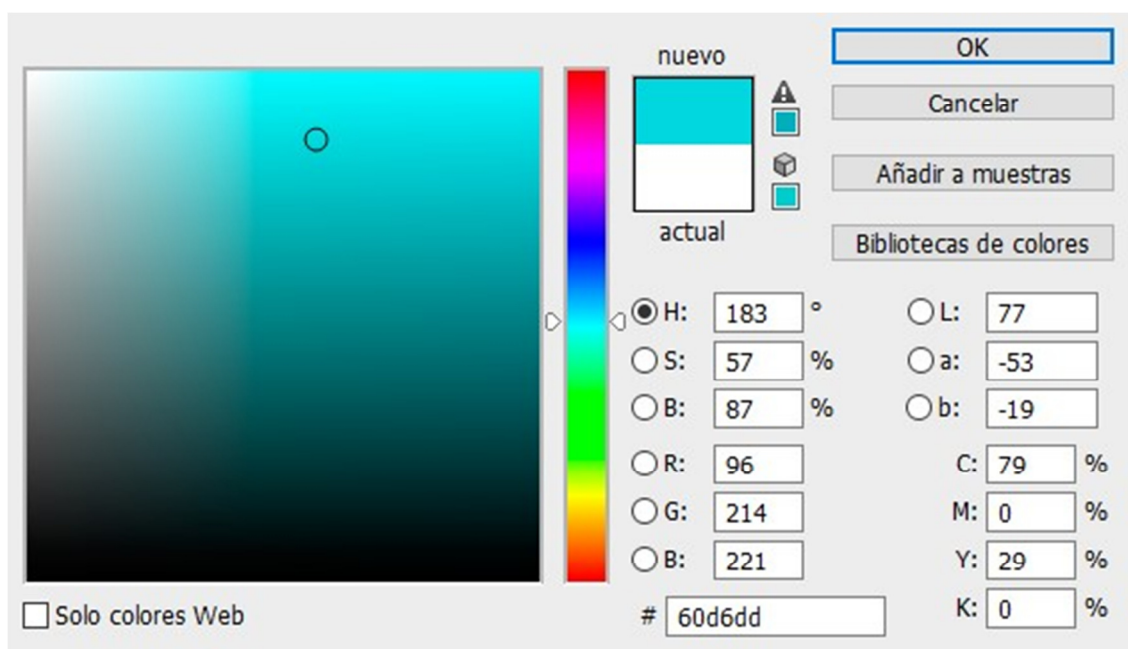 nuevo
actual
OK
Cancelar
Añadir a muestras
Bibliotecas de colores
H: 183 °
S: 57 %
B: 87 %
R: 96
G: 214
B: 221
# 60d6dd
L: 77
a: -53
b: -19
C: 79 %
M: 0 %
Y: 29 %
K: 0 %
Solo colores Web